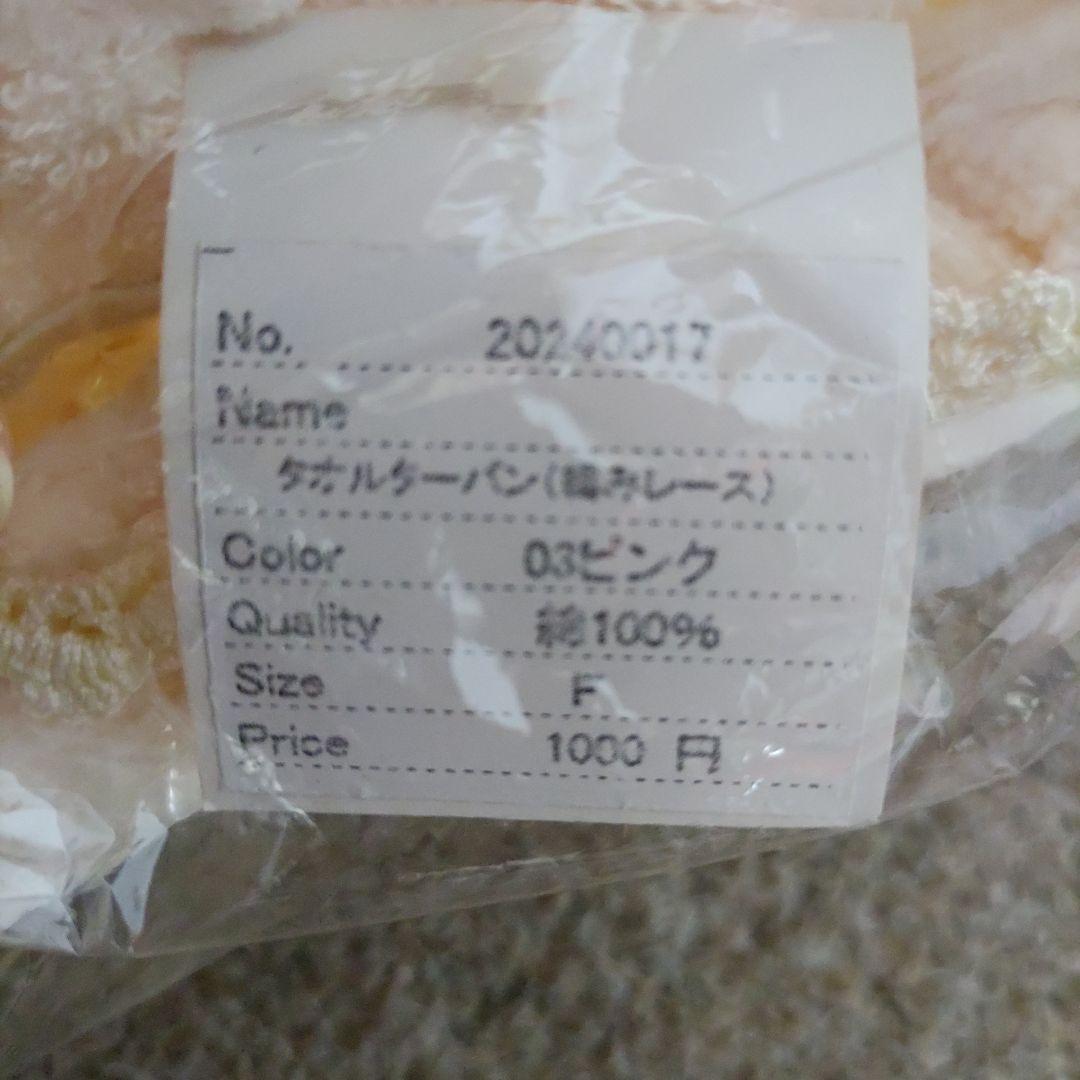 No. 20240017
Name
タオルターバン(編みレース)
Color 03ピンク
Quality 綿100%
Size F
Price 1000 円